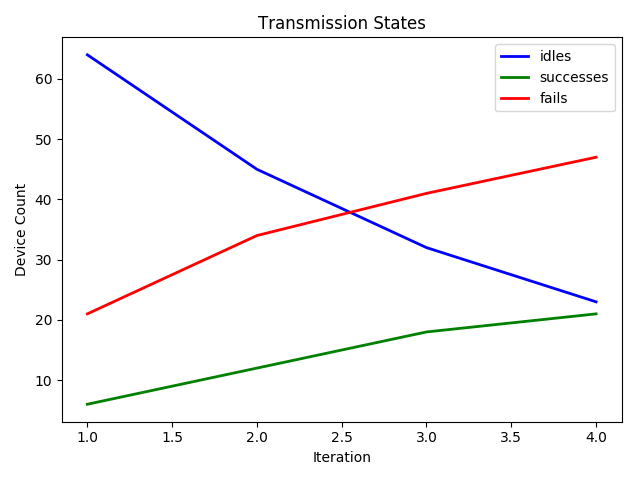 Transmission States
idles
successes
fails
Device Count
60
50
40
30
20
10
1.0 1.5 2.0 2.5 3.0 3.5 4.0
Iteration